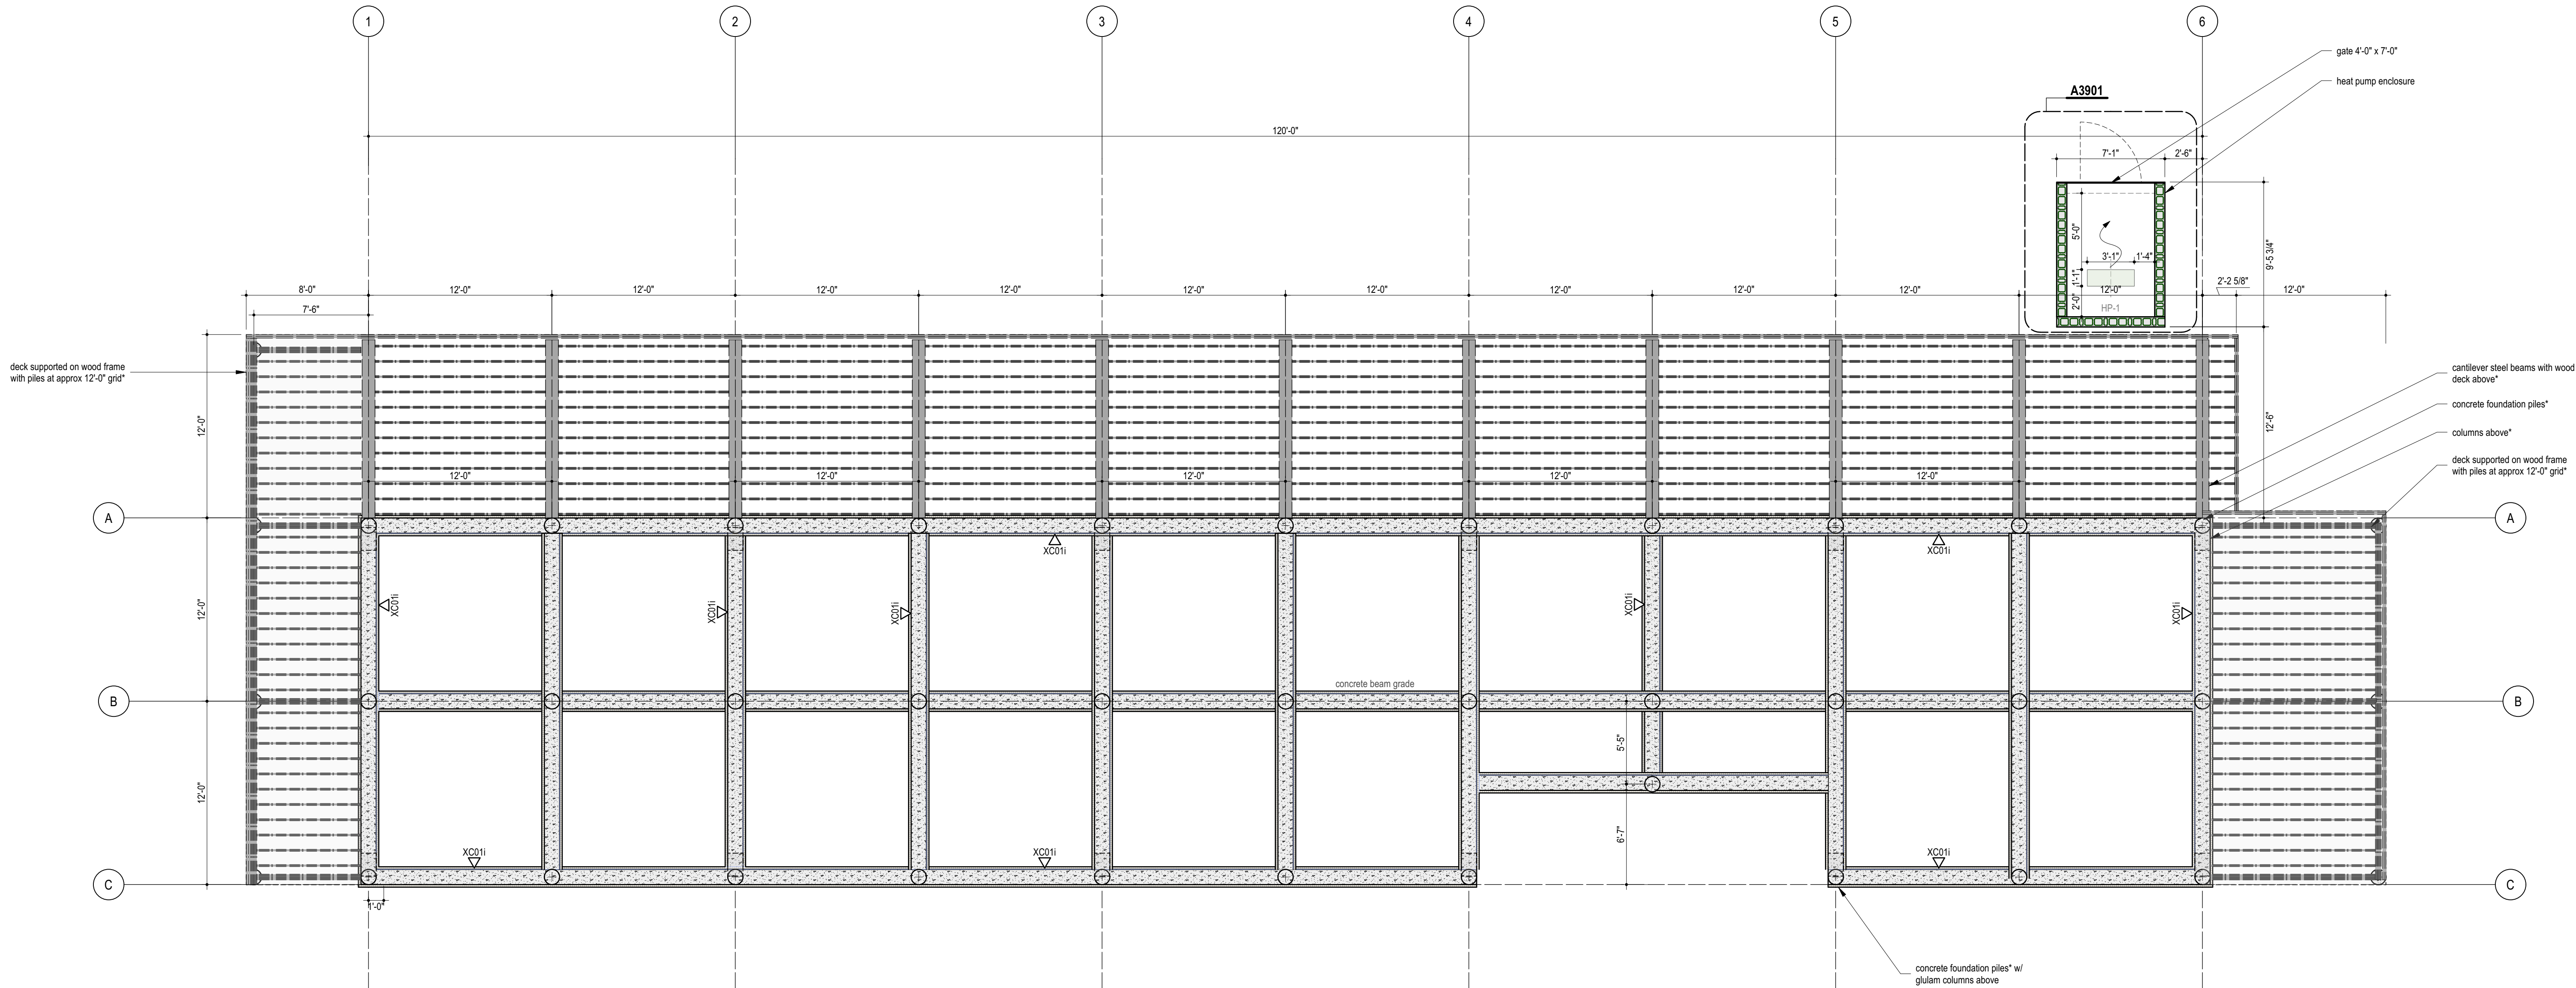 1
2
3
4
5
6
gate 4'-0" x 7'-0"
heat pump enclosure
A3901
120'-0"
7'-1"
2'-6"
5'-0"
3'-1"
1'-4"
1'-1"
2'-0"
HP-1
9'-5 3/4"
8'-0"
12'-0"
12'-0"
12'-0"
12'-0"
12'-0"
12'-0"
12'-0"
12'-0"
12'-0"
12'-0"
2'-2 5/8"
12'-0"
7'-6"
deck supported on wood frame
with piles at approx 12'-0" grid*
cantilever steel beams with wood
deck above*
concrete foundation piles*
columns above*
deck supported on wood frame
with piles at approx 12'-0" grid*
12'-0"
12'-6"
12'-0"
12'-0"
12'-0"
12'-0"
12'-0"
A
A
XC01i
XC01i
12'-0"
XC01i
XC01i
XC01i
XC01i
XC01i
concrete beam grade
B
B
5'-5"
12'-0"
6'-7"
XC01i
XC01i
XC01i
C
C
1'-0"
concrete foundation piles* w/
glulam columns above